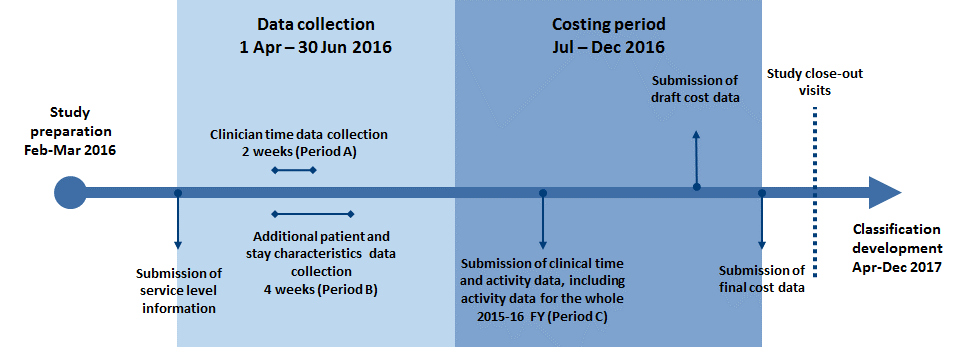 Data collection
1 Apr – 30 Jun 2016
Costing period
Jul – Dec 2016
Study
preparation
Feb-Mar 2016
Clinician time data collection
2 weeks (Period A)
Submission of
draft cost data
Study close-out
visits
Submission of
service level
information
Additional patient and
stay characteristics data
collection
4 weeks (Period B)
Submission of clinical time
and activity data, including
activity data for the whole
2015-16 FY (Period C)
Submission of
final cost data
Classification
development
Apr-Dec 2017